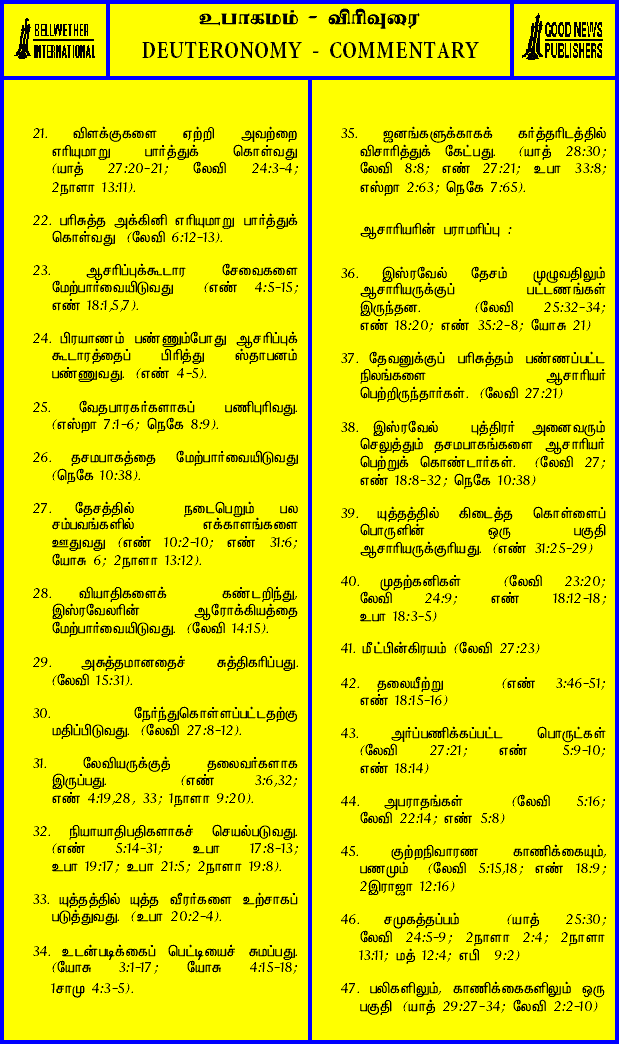 BELLWETHER
INTERNATIONAL
உபாகமம் - விரிவுரை
DEUTERONOMY - COMMENTARY
GOOD NEWS
PUBLISHERS
21. விளக்குகளை ஏற்றி அவற்றை
எரியுமாறு பார்த்துக் கொள்வது
(யாத் 27:20-21; லேவி 24:3-4;
2நாளா 13:11).
22. பரிசுத்த அக்கினி எரியுமாறு பார்த்துக்
கொள்வது (லேவி 6:12-13).
23. ஆசரிப்புக்கூடார சேவைகளை
மேற்பார்வையிடுவது (எண் 4:5-15;
எண் 18:1,5,7).
24. பிரயாணம் பண்ணும்போது ஆசரிப்புக்
கூடாரத்தைப் பிரித்து ஸ்தாபனம்
பண்ணுவது. (எண் 4-5).
25. வேதபாரகர்களாகப் பணிபுரிவது.
(எஸ்றா 7:1-6; நெகே 8:9).
26. தசமபாகத்தை மேற்பார்வையிடுவது
(நெகே 10:38).
27. தேசத்தில் நடைபெறும் பல
சம்பவங்களில் எக்காளங்களை
ஊதுவது (எண் 10:2-10; எண் 31:6;
யோசு 6; 2நாளா 13:12).
28. வியாதிகளைக் கண்டறிந்து,
இஸ்ரவேலரின் ஆரோக்கியத்தை
மேற்பார்வையிடுவது. (லேவி 14:15).
29. அசுத்தமானதைச் சுத்திகரிப்பது.
(லேவி 15:31).
30. நேர்ந்துகொள்ளப்பட்டதற்கு
மதிப்பிடுவது. (லேவி 27:8-12).
31. லேவியருக்குத் தலைவர்களாக
இருப்பது. (எண் 3:6,32;
எண் 4:19,28, 33; 1நாளா 9:20).
32. நியாயாதிபதிகளாகச் செயல்படுவது.
(எண் 5:14-31; உபா 17:8-13;
உபா 19:17; உபா 21:5; 2நாளா 19:8).
33. யுத்தத்தில் யுத்த வீரர்களை உற்சாகப்
படுத்துவது. (உபா 20:2-4).
34. உடன்படிக்கைப் பெட்டியைச் சுமப்பது.
(யோசு 3:1-17; யோசு 4:15-18;
1சாமு 4:3-5).
35. ஜனங்களுக்காகக் கர்த்தரிடத்தில்
விசாரித்துக் கேட்பது. (யாத் 28:30;
லேவி 8:8; எண் 27:21; உபா 33:8;
எஸ்றா 2:63; நெகே 7:65).
ஆசாரியரின் பராமரிப்பு :
36. இஸ்ரவேல் தேசம் முழுவதிலும்
ஆசாரியருக்குப் பட்டணங்கள்
இருந்தன. (லேவி 25:32-34;
எண் 18:20; எண் 35:2-8; யோசு 21)
37. தேவனுக்குப் பரிசுத்தம் பண்ணப்பட்ட
நிலங்களை ஆசாரியர்
பெற்றிருந்தார்கள். (லேவி 27:21)
38. இஸ்ரவேல் புத்திரர் அனைவரும்
செலுத்தும் தசமபாகங்களை ஆசாரியர்
பெற்றுக் கொண்டார்கள். (லேவி 27;
எண் 18:8-32; நெகே 10:38)
39. யுத்தத்தில் கிடைத்த கொள்ளைப்
பொருளின் ஒரு பகுதி
ஆசாரியருக்குரியது. (எண் 31:25-29)
40. முதற்கனிகள் (லேவி 23:20;
லேவி 24:9; எண் 18:12-18;
உபா 18:3-5)
41. மீட்பின்கிரயம் (லேவி 27:23)
42. தலையீற்று (எண் 3:46-51;
எண் 18:15-16)
43. அர்ப்பணிக்கப்பட்ட பொருட்கள்
(லேவி 27:21; எண் 5:9-10;
எண் 18:14)
44. அபராதங்கள் (லேவி 5:16;
லேவி 22:14; எண் 5:8)
45. குற்றநிவாரண காணிக்கையும்,
பணமும் (லேவி 5:15,18; எண் 18:9;
2இராஜா 12:16)
46. சமுகத்தப்பம் (யாத் 25:30;
லேவி 24:5-9; 2நாளா 2:4; 2நாளா
13:11; மத் 12:4; எபி 9:2)
47. பலிகளிலும், காணிக்கைகளிலும் ஒரு
பகுதி (யாத் 29:27-34; லேவி 2:2-10)